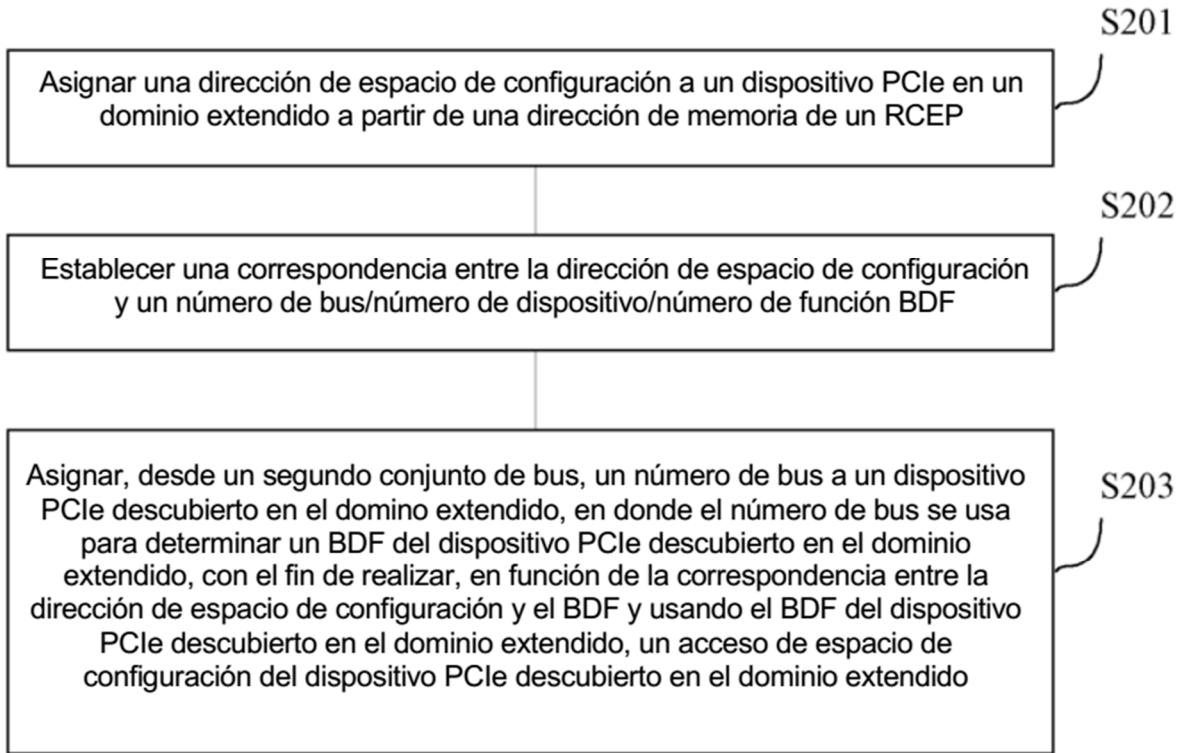 S201
Asignar una dirección de espacio de configuración a un dispositivo PCIe en un
dominio extendido a partir de una dirección de memoria de un RCEP
S202
Establecer una correspondencia entre la dirección de espacio de configuración
y un número de bus/número de dispositivo/número de función BDF
S203
Asignar, desde un segundo conjunto de bus, un número de bus a un dispositivo
PCIe descubierto en el domino extendido, en donde el número de bus se usa
para determinar un BDF del dispositivo PCIe descubierto en el dominio
extendido, con el fin de realizar, en función de la correspondencia entre la
dirección de espacio de configuración y el BDF y usando el BDF del dispositivo
PCIe descubierto en el dominio extendido, un acceso de espacio de
configuración del dispositivo PCIe descubierto en el dominio extendido